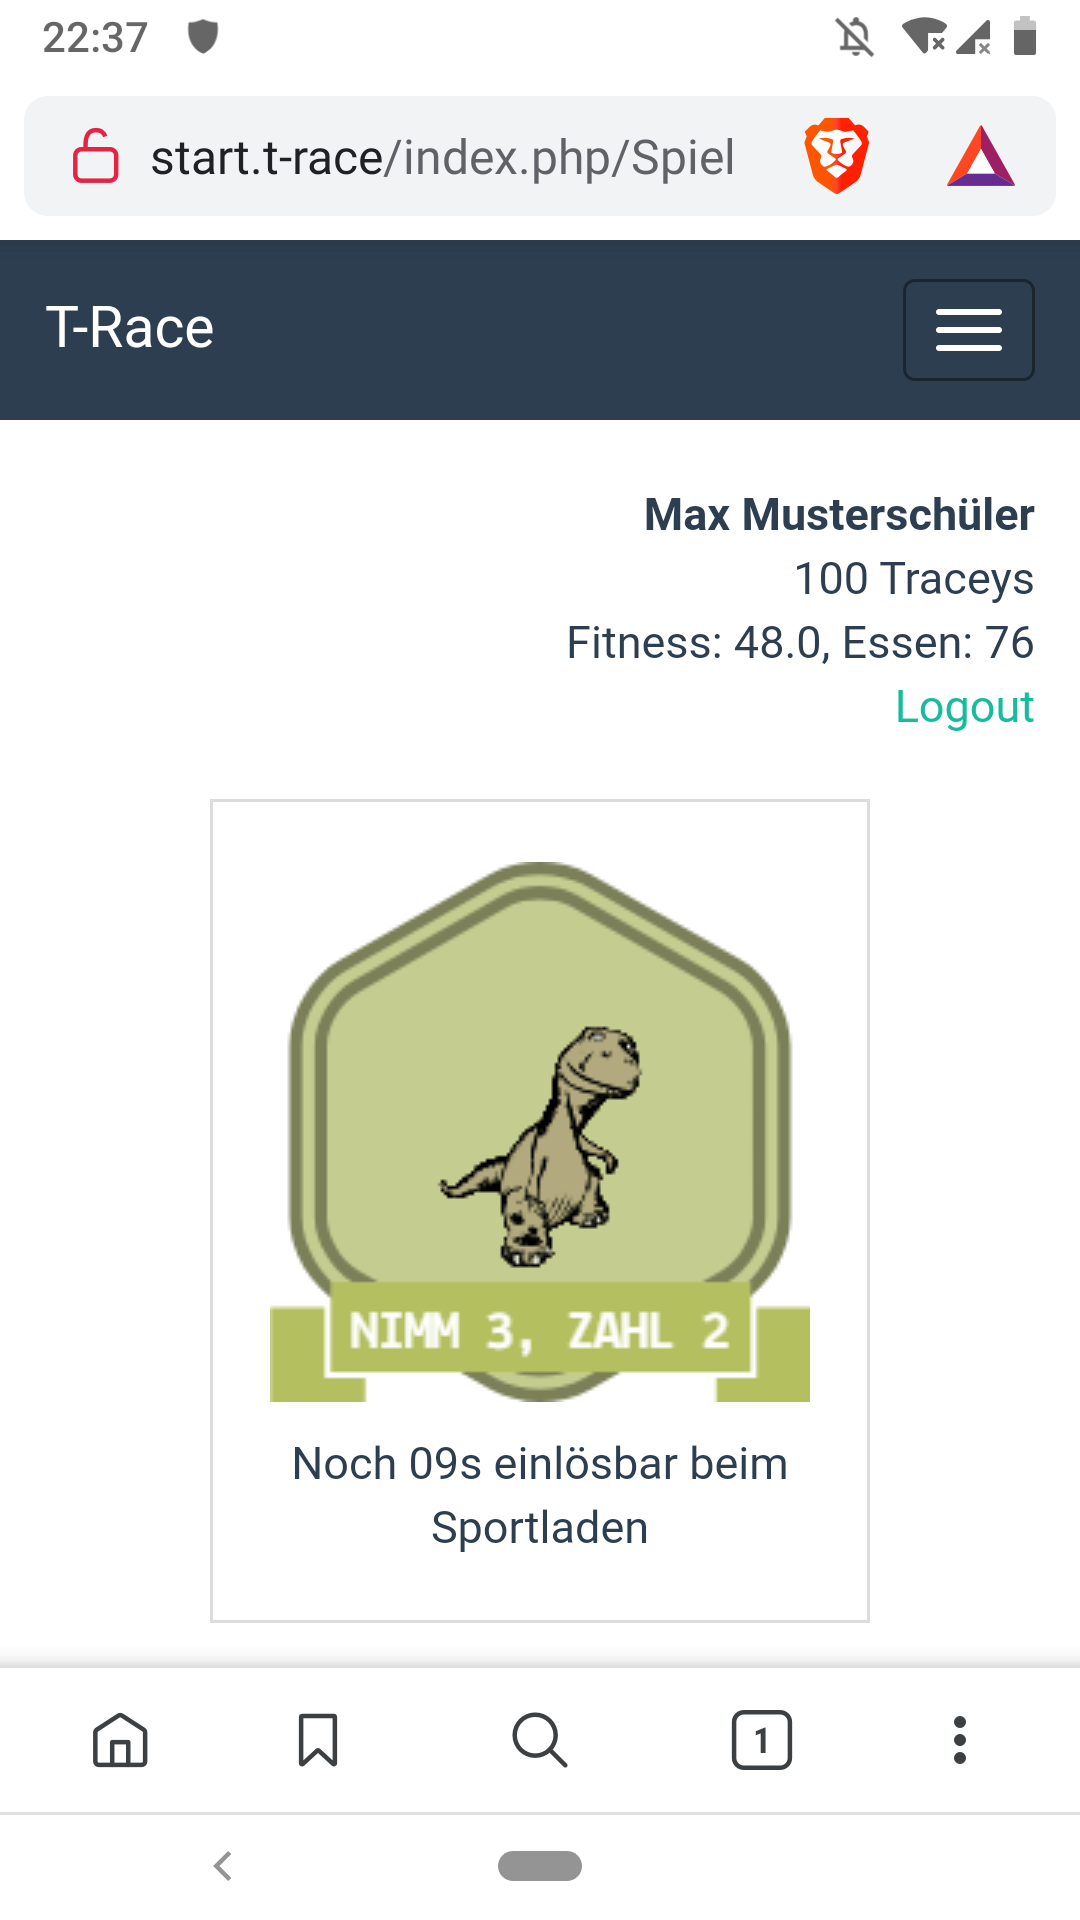 22:37
start.t-race/index.php/Spiel
T-Race
Max Musterschüler
100 Traceys
Fitness: 48.0, Essen: 76
Logout
NIMM 3, ZAHL 2
Noch 09s einlösbar beim
Sportladen
1